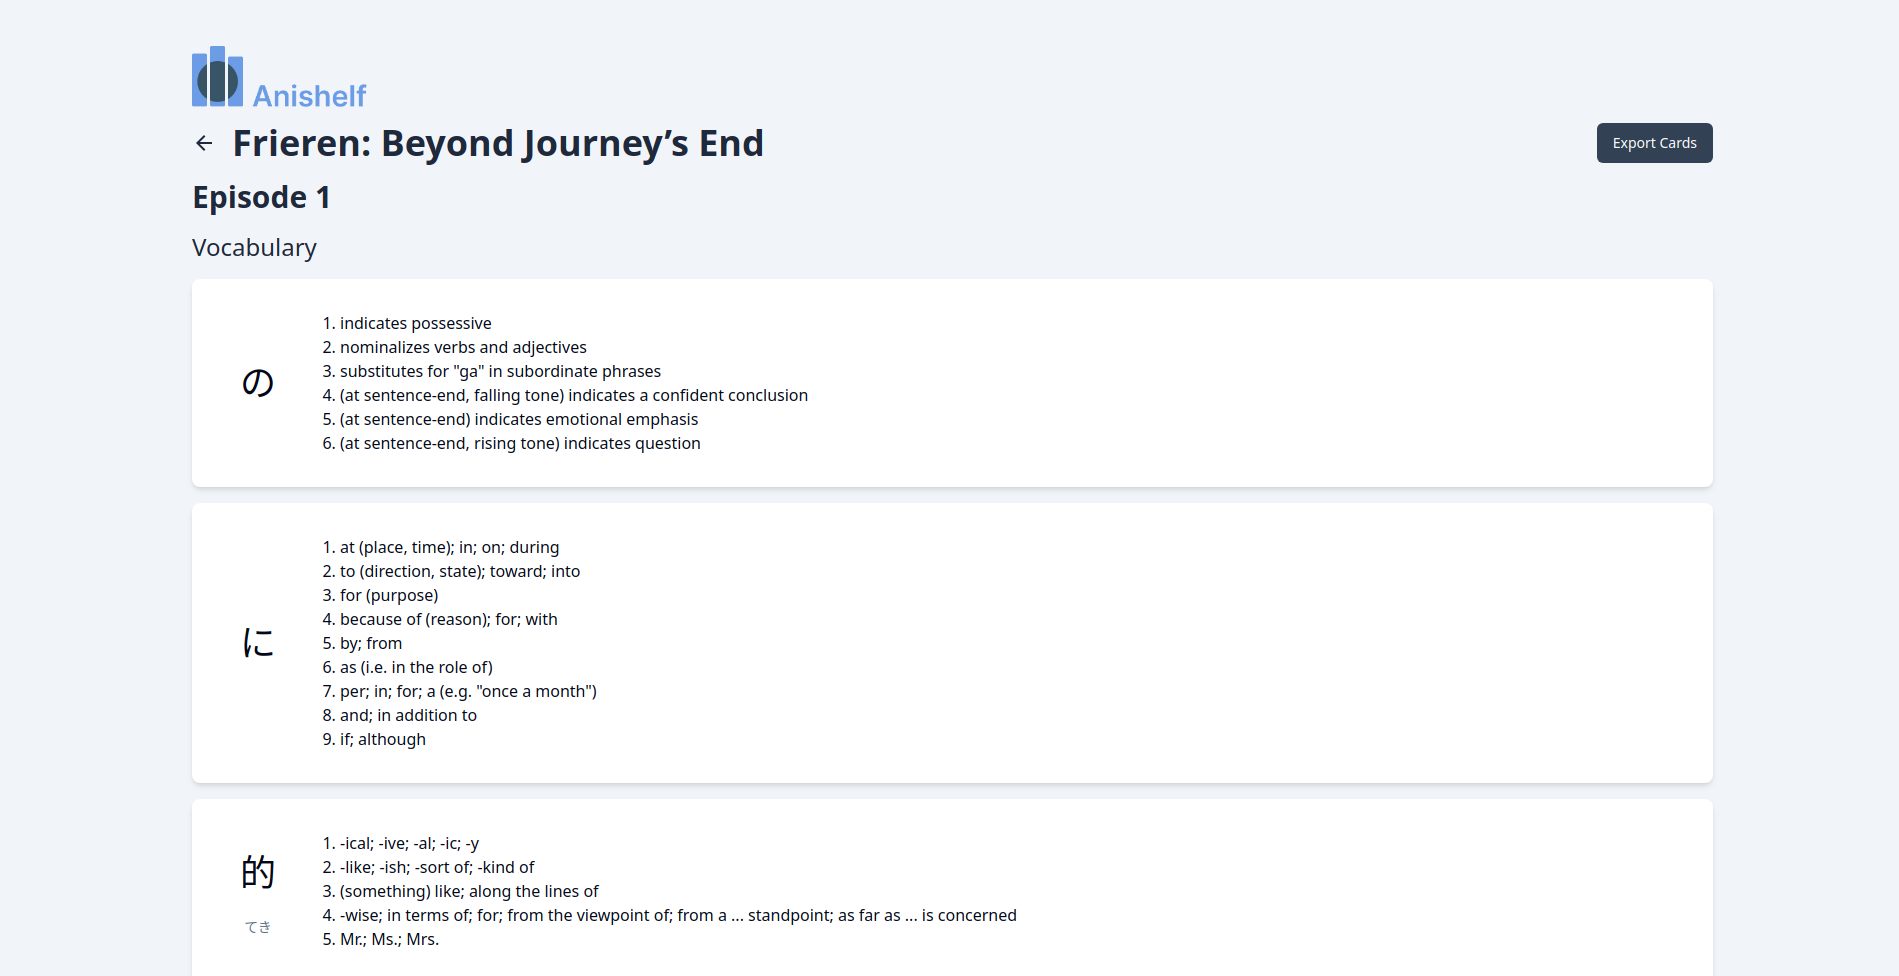 Anishelf
← Frieren: Beyond Journey’s End
Export Cards
Episode 1
Vocabulary
の
1. indicates possessive
2. nominalizes verbs and adjectives
3. substitutes for "ga" in subordinate phrases
4. (at sentence-end, falling tone) indicates a confident conclusion
5. (at sentence-end) indicates emotional emphasis
6. (at sentence-end, rising tone) indicates question
に
1. at (place, time); in; on; during
2. to (direction, state); toward; into
3. for (purpose)
4. because of (reason); for; with
5. by; from
6. as (i.e. in the role of)
7. per; in; for; a (e.g. "once a month")
8. and; in addition to
9. if; although
的
てき
1. -ical; -ive; -al; -ic; -y
2. -like; -ish; -sort of; -kind of
3. (something) like; along the lines of
4. -wise; in terms of; for; from the viewpoint of; from a ... standpoint; as far as ... is concerned
5. Mr.; Ms.; Mrs.